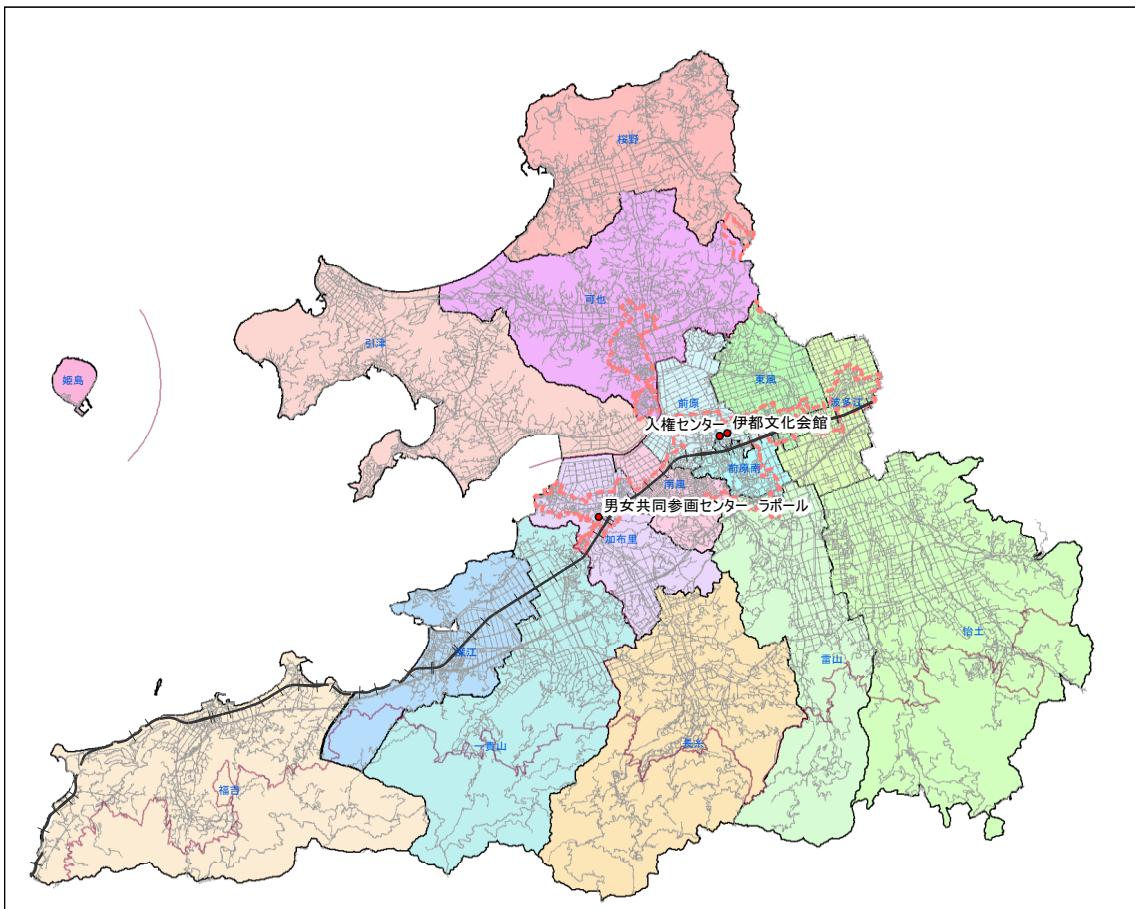 桜野
可也
引津
姫島
東風
前原
波多江
人権センター
伊都文化会館
前原南
南風
男女共同参画センター ラポール
加布里
怡土
深江
雷山
一貴山
長糸
福吉